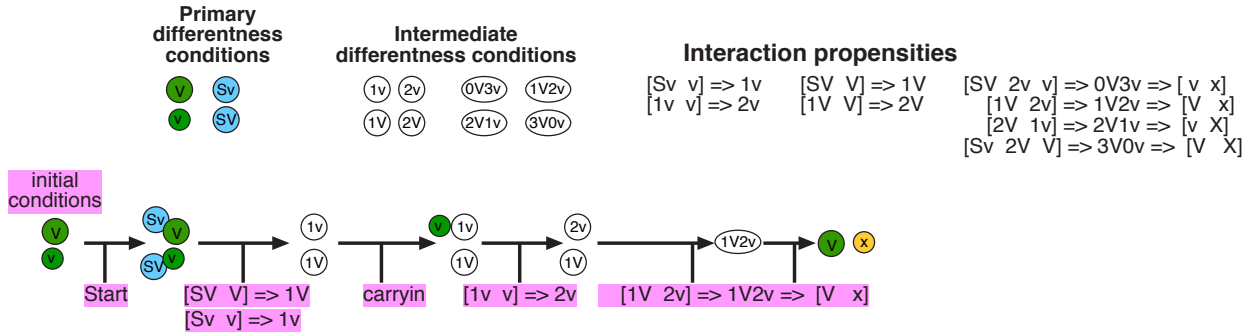 Primary
differentness
conditions
V Sv
v SV
Intermediate
differentness conditions
1v 2v 0V3v 1V2v
1V 2V 2V1v 3V0v
Interaction propensities
[Sv v] => 1v [SV V] => 1V [SV 2v v] => 0V3v => [ v x]
[1v v] => 2v [1V V] => 2V [1V 2v] => 1V2v => [V x]
[2V 1v] => 2V1v => [v X]
[Sv 2V V] => 3V0v => [V X]
initial
conditions
Sv V
V 1v v 1v 2v 1V2v V x
v SV v 1V 1V 1V
Start [SV V] => 1V carryin [1v v] => 2v [1V 2v] => 1V2v => [V x]
[Sv v] => 1v